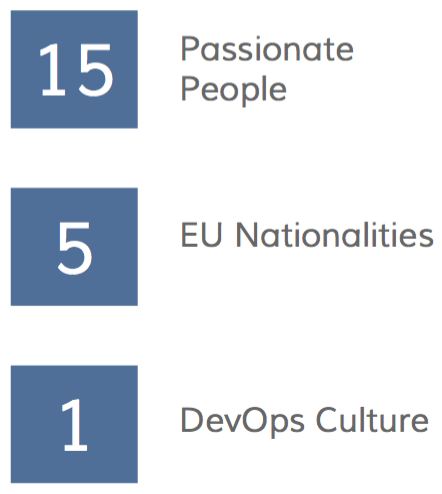 15
Passionate
People
5
EU Nationalities
1
DevOps Culture